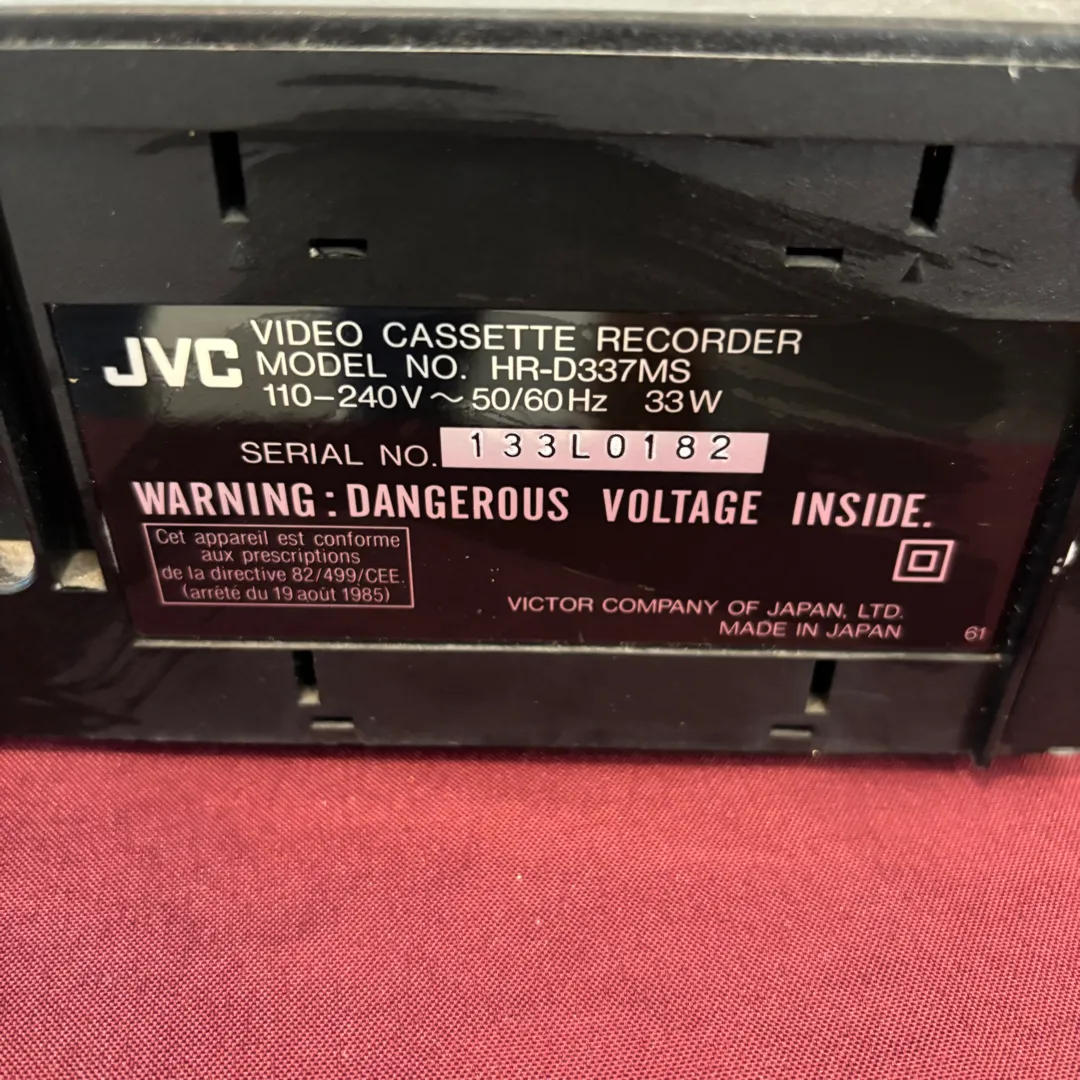 JVC
VIDEO CASSETTE RECORDER
MODEL NO. HR-D337MS
110–240V～50/60Hz 33W
SERIAL NO. 133L0182
WARNING : DANGEROUS VOLTAGE INSIDE.
Cet appareil est conforme
aux prescriptions
de la directive 82/499/CEE.
(arrêté du 19 août 1985)
VICTOR COMPANY OF JAPAN, LTD.
MADE IN JAPAN
61